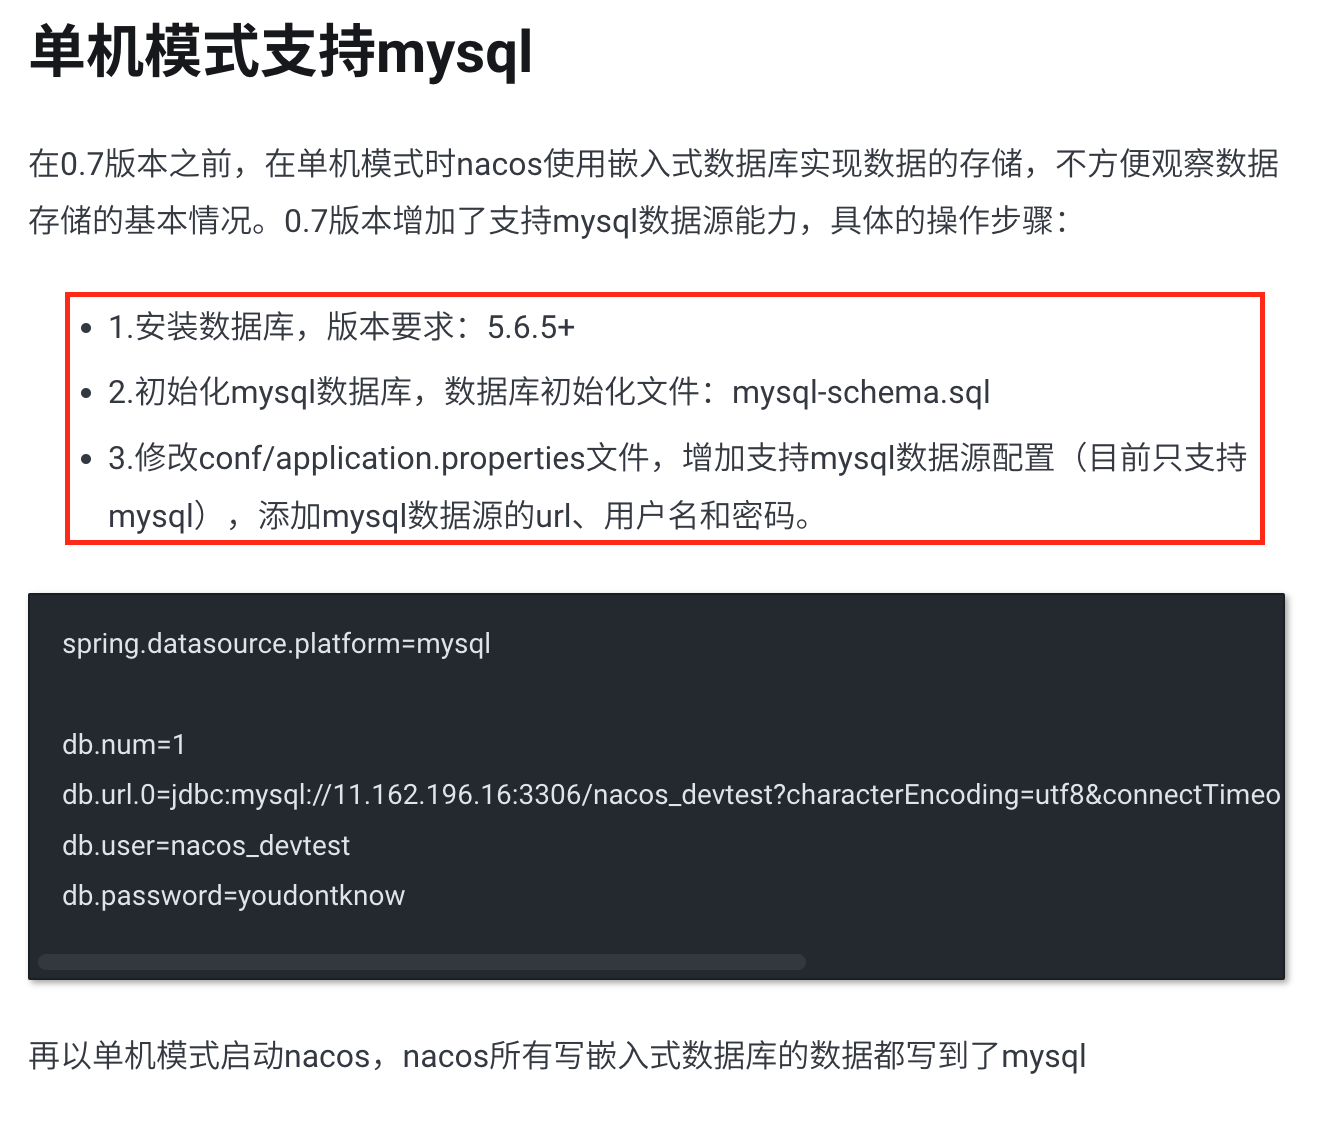 单机模式支持mysql
在0.7版本之前，在单机模式时nacos使用嵌入式数据库实现数据的存储，不方便观察数据
存储的基本情况。0.7版本增加了支持mysql数据源能力，具体的操作步骤：
• 1.安装数据库，版本要求：5.6.5+
• 2.初始化mysql数据库，数据库初始化文件：mysql-schema.sql
• 3.修改conf/application.properties文件，增加支持mysql数据源配置（目前只支持
mysql），添加mysql数据源的url、用户名和密码。
spring.datasource.platform=mysql
db.num=1
db.url.0=jdbc:mysql://11.162.196.16:3306/nacos_devtest?characterEncoding=utf8&connectTimeo
db.user=nacos_devtest
db.password=youdontknow
再以单机模式启动nacos，nacos所有写嵌入式数据库的数据都写到了mysql